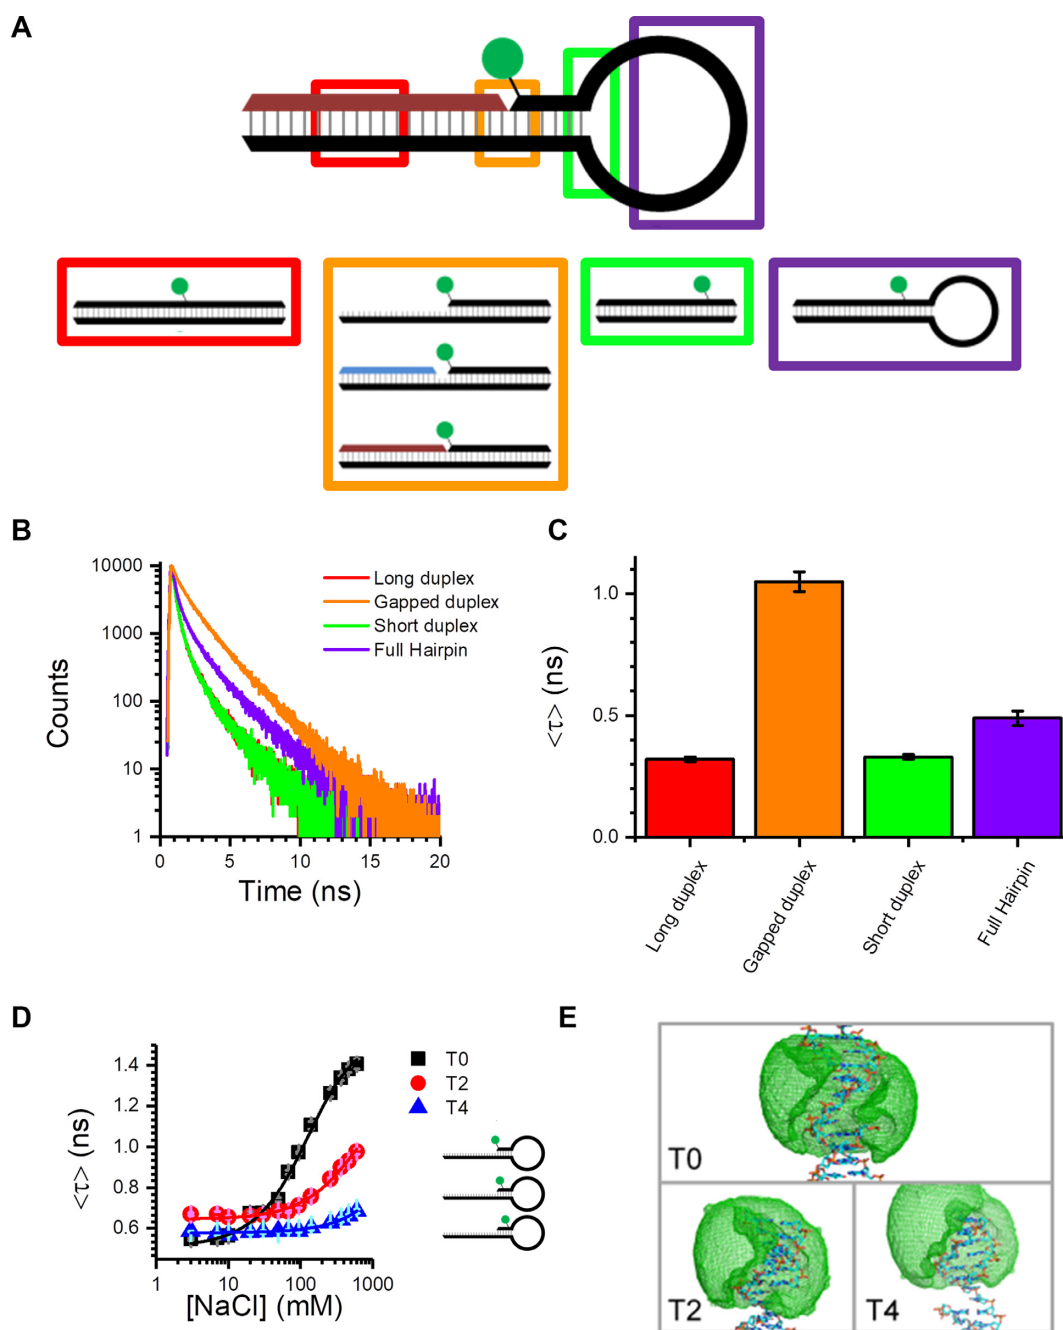 A
B
10000
1000
100
10
1
Counts
0
5
10
15
20
Time (ns)
Long duplex
Gapped duplex
Short duplex
Full Hairpin
C
1.0
0.5
0.0
<τ> (ns)
Long duplex
Gapped duplex
Short duplex
Full Hairpin
D
1.4
1.2
1.0
0.8
0.6
<τ> (ns)
1
10
100
1000
[NaCl] (mM)
T0
T2
T4
E
T0
T2
T4